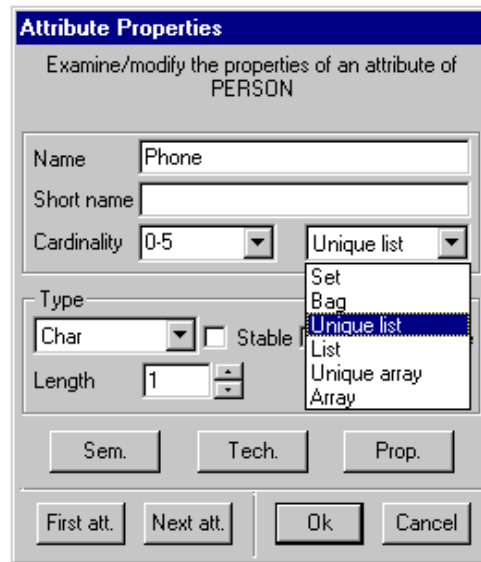 Attribute Properties
Examine/modify the properties of an attribute of
PERSON
Name Phone
Short name
Cardinality 0-5 Unique list
Set
Bag
Unique list
List
Unique array
Array
Type
Char Stable
Length 1
Sem. Tech. Prop.
First att. Next att. Ok Cancel